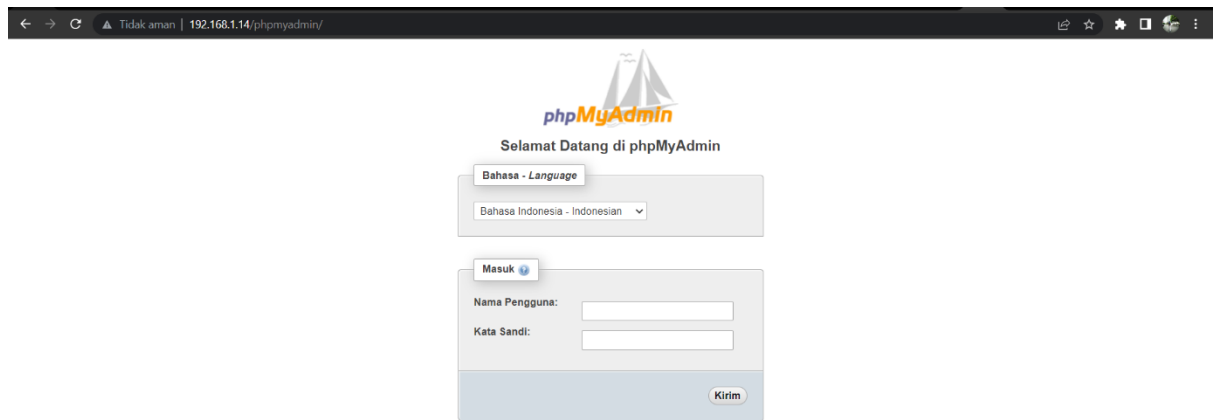 Tidak aman | 192.168.1.14/phpmyadmin/
phpMyAdmin
Selamat Datang di phpMyAdmin
Bahasa - Language
Bahasa Indonesia - Indonesian
Masuk
Nama Pengguna:
Kata Sandi:
Kirim